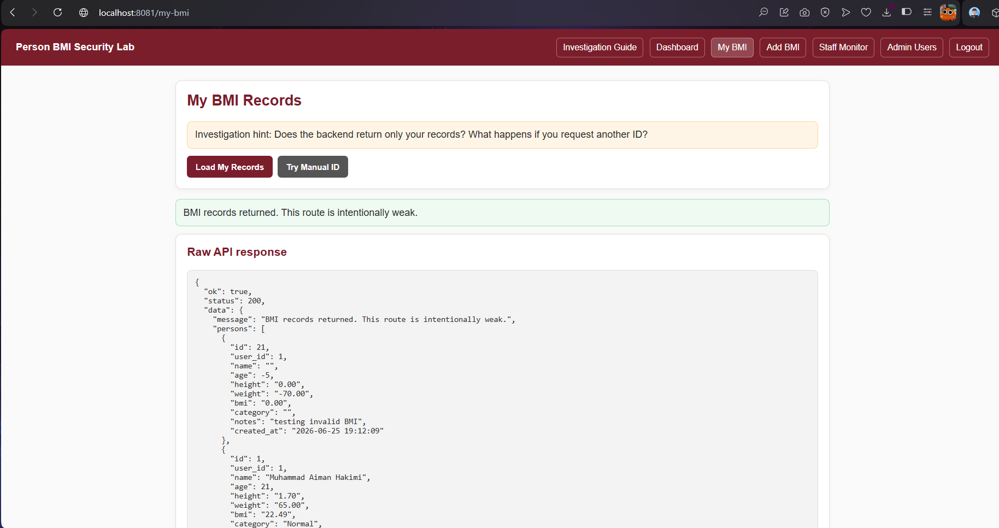 localhost:8081/my-bmi
Person BMI Security Lab
Investigation Guide
Dashboard
My BMI
Add BMI
Staff Monitor
Admin Users
Logout
My BMI Records
Investigation hint: Does the backend return only your records? What happens if you request another ID?
Load My Records
Try Manual ID
BMI records returned. This route is intentionally weak.
Raw API response
{
"ok": true,
"status": 200,
"data": {
"message": "BMI records returned. This route is intentionally weak.",
"persons": [
{
"id": 21,
"user_id": 1,
"name": "",
"age": -5,
"height": "0.00",
"weight": "-70.00",
"bmi": "0.00",
"category": "",
"notes": "testing invalid BMI",
"created_at": "2026-06-25 19:12:09"
},
{
"id": 1,
"user_id": 1,
"name": "Muhammad Aiman Hakimi",
"age": 21,
"height": "1.70",
"weight": "65.00",
"bmi": "22.49",
"category": "Normal",